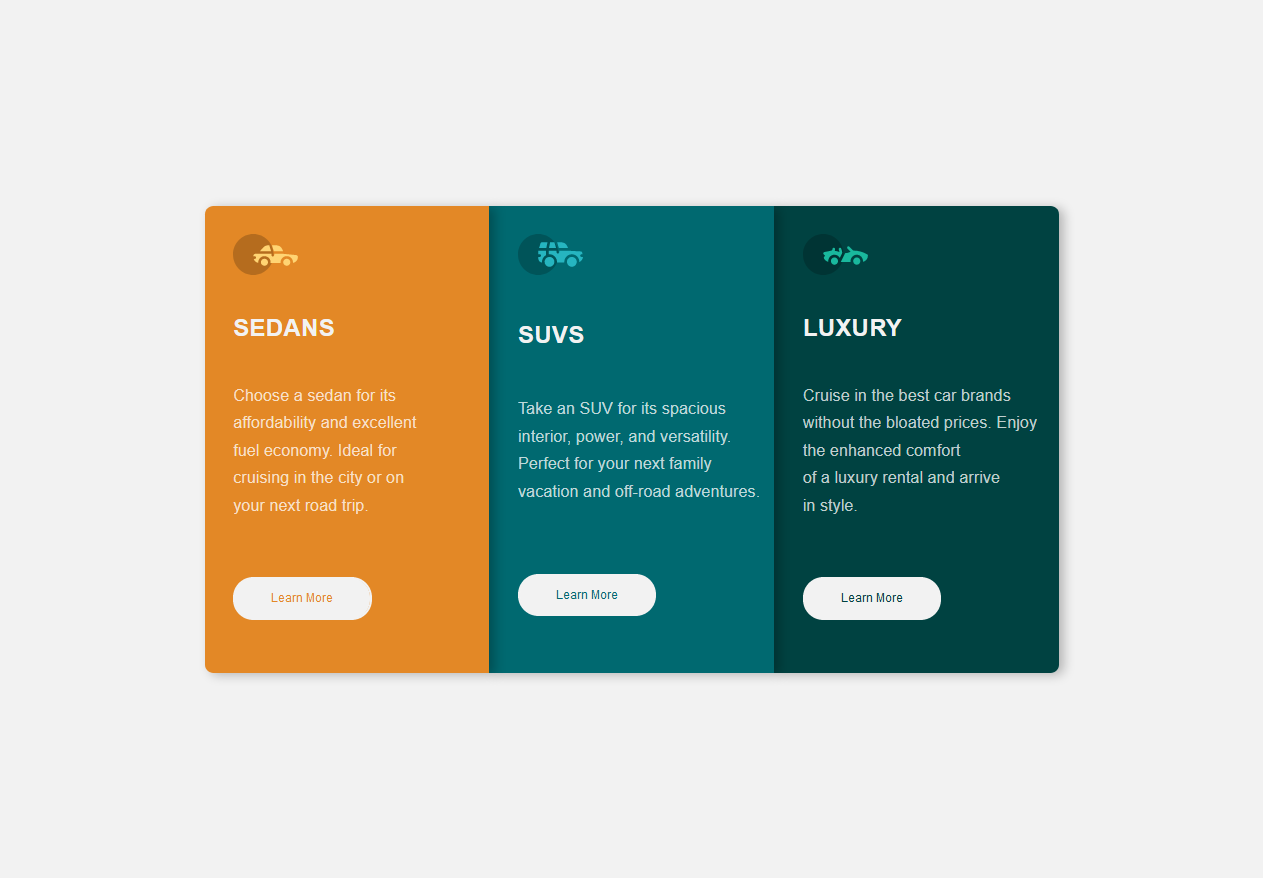 SEDANS
Choose a sedan for its
affordability and excellent
fuel economy. Ideal for
cruising in the city or on
your next road trip.
Learn More
SUVS
Take an SUV for its spacious
interior, power, and versatility.
Perfect for your next family
vacation and off-road adventures.
Learn More
LUXURY
Cruise in the best car brands
without the bloated prices. Enjoy
the enhanced comfort
of a luxury rental and arrive
in style.
Learn More